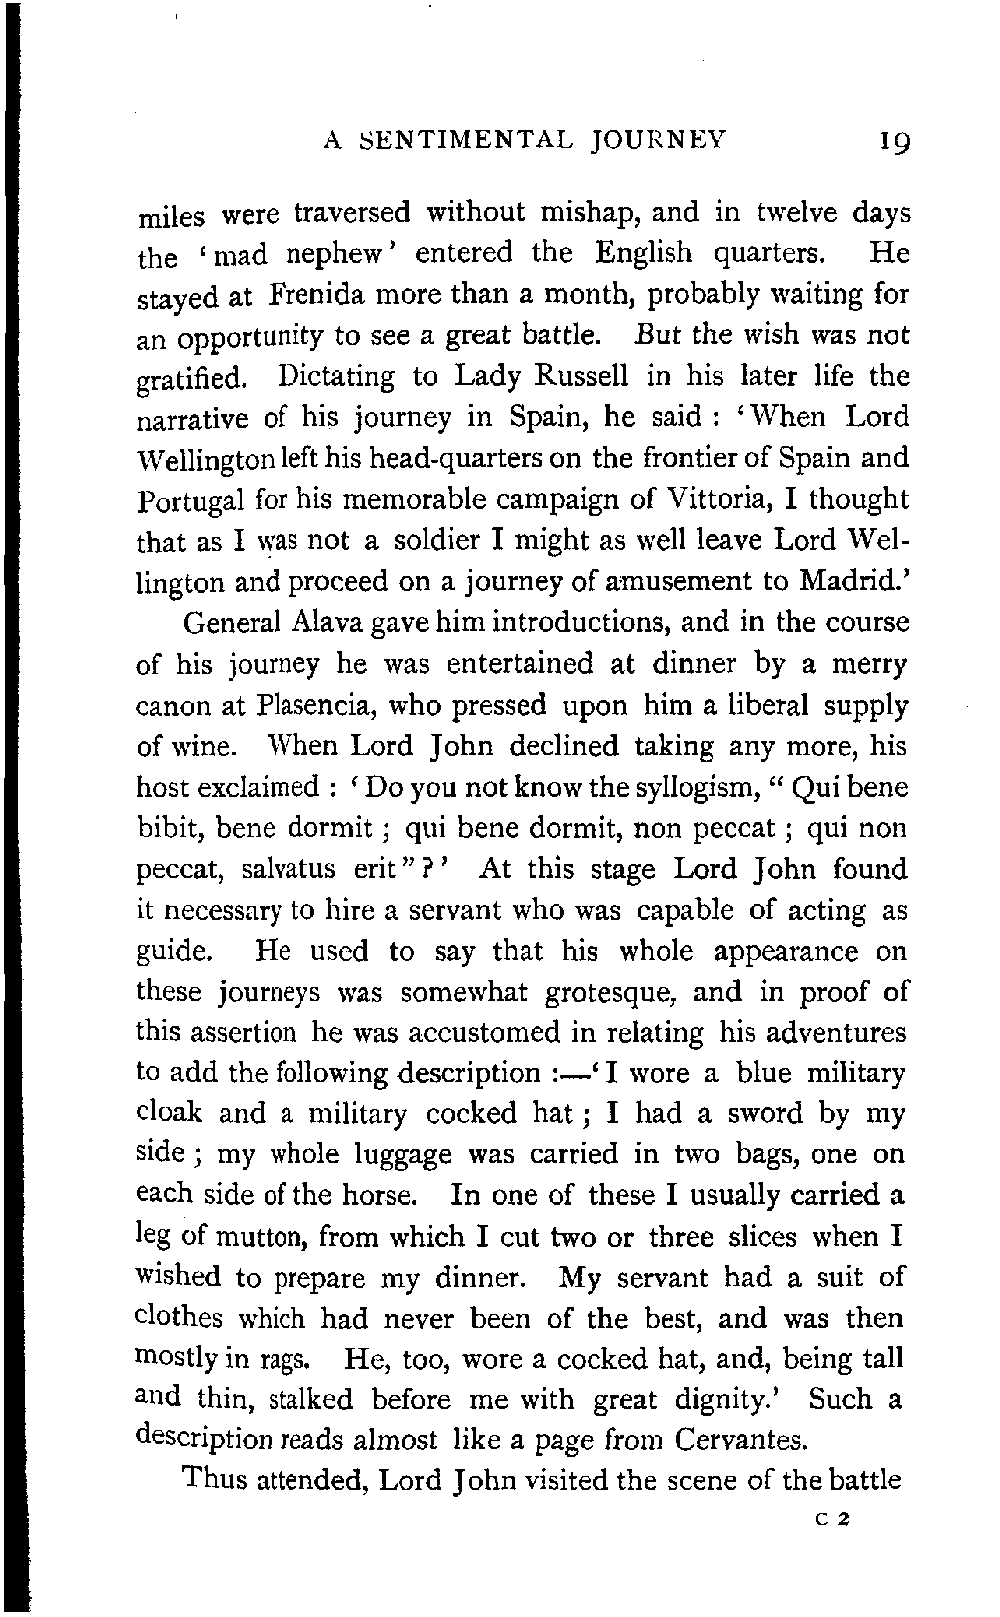 A SENTIMENTAL JOURNEY 19
miles were traversed without mishap, and in twelve days
the ‘mad nephew’ entered the English quarters. He
stayed at Frenida more than a month, probably waiting for
an opportunity to see a great battle. But the wish was not
gratified. Dictating to Lady Russell in his later life the
narrative of his journey in Spain, he said : ‘When Lord
Wellington left his head-quarters on the frontier of Spain and
Portugal for his memorable campaign of Vittoria, I thought
that as I was not a soldier I might as well leave Lord Wel-
lington and proceed on a journey of amusement to Madrid.’
General Alava gave him introductions, and in the course
of his journey he was entertained at dinner by a merry
canon at Plasencia, who pressed upon him a liberal supply
of wine. When Lord John declined taking any more, his
host exclaimed : ‘Do you not know the syllogism, “Qui bene
bibit, bene dormit ; qui bene dormit, non peccat ; qui non
peccat, salvatus erit” ?’ At this stage Lord John found
it necessary to hire a servant who was capable of acting as
guide. He used to say that his whole appearance on
these journeys was somewhat grotesque, and in proof of
this assertion he was accustomed in relating his adventures
to add the following description :—‘I wore a blue military
cloak and a military cocked hat ; I had a sword by my
side ; my whole luggage was carried in two bags, one on
each side of the horse. In one of these I usually carried a
leg of mutton, from which I cut two or three slices when I
wished to prepare my dinner. My servant had a suit of
clothes which had never been of the best, and was then
mostly in rags. He, too, wore a cocked hat, and, being tall
and thin, stalked before me with great dignity.’ Such a
description reads almost like a page from Cervantes.
Thus attended, Lord John visited the scene of the battle
C 2